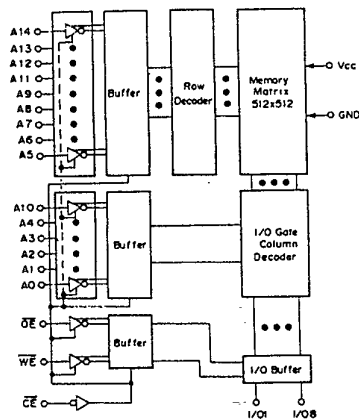 A14
A13
A12
A11
A9
A8
A7
A6
A5
Buffer
Row
Decoder
Memory
Matrix
512x512
Vcc
GND
A10
A4
A3
A2
A1
A0
Buffer
I/O Gate
Column
Decoder
OE
WE
CE
Buffer
I/O Buffer
I/O1
I/O8